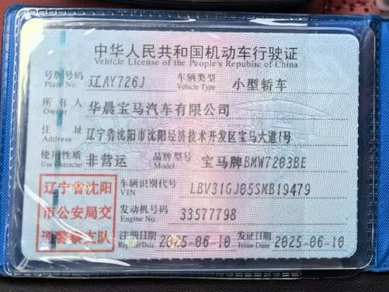 中华人民共和国机动车行驶证
Vehicle License of the People's Republic of China
号牌号码 辽AY726J 车辆类型 小型轿车
Plate No. Vehicle Type
所有人 华晨宝马汽车有限公司
Owner
住址 辽宁省沈阳市沈阳经济技术开发区宝马大道1号
Address
使用性质 非营运 品牌型号 宝马牌BMW7203BE
Use Character Model
辽宁省沈阳
市公安局交
通警察支队
车辆识别代号 LBV31GJ05SMB19479
VIN
发动机号码 33577798
Engine No.
注册日期 2025-06-10 发证日期 2025-06-10
Register Date Issue Date